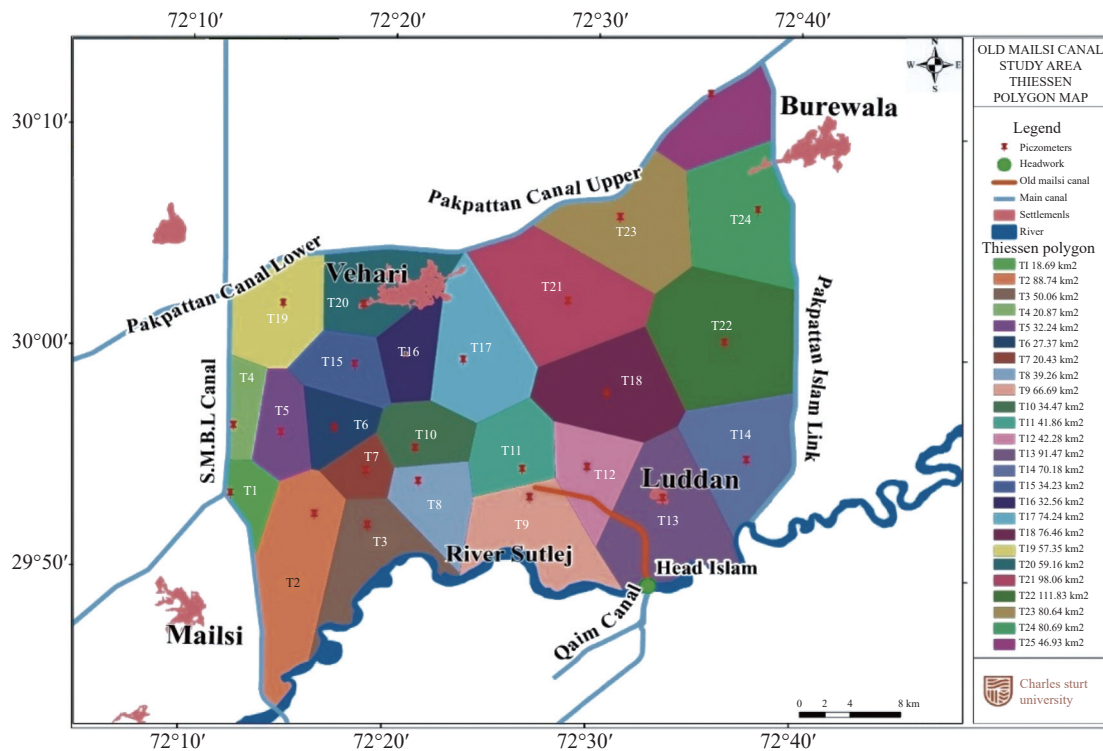 72°10′ 72°20′ 72°30′ 72°40′
30°10′
30°00′
29°50′
72°10′ 72°20′ 72°30′ 72°40′
N
W E
S
Burewala
Pakpattan Canal Upper
Pakpattan Canal Lower
Vehari
S.M.B.L Canal
Pakpattan Islam Link
Luddan
River Sutlej
Head Islam
Qaim Canal
Mailsi
T24
T23
T21
T20
T19
T22
T17
T16
T15
T18
T4
T5
T6
T10
T14
T11
T7
T12
T1
T8
T9
T13
T3
T2
0 2 4 8 km
OLD MAILSI CANAL
STUDY AREA
THIESSEN
POLYGON MAP
Legend
Piczometers
Headwork
Old mailsi canal
Main canal
Settlemenls
River
Thiessen polygon
T1 18.69 km2
T2 88.74 km2
T3 50.06 km2
T4 20.87 km2
T5 32.24 km2
T6 27.37 km2
T7 20.43 km2
T8 39.26 km2
T9 66.69 km2
T10 34.47 km2
T11 41.86 km2
T12 42.28 km2
T13 91.47 km2
T14 70.18 km2
T15 34.23 km2
T16 32.56 km2
T17 74.24 km2
T18 76.46 km2
T19 57.35 km2
T20 59.16 km2
T21 98.06 km2
T22 111.83 km2
T23 80.64 km2
T24 80.69 km2
T25 46.93 km2
Charles sturt
university